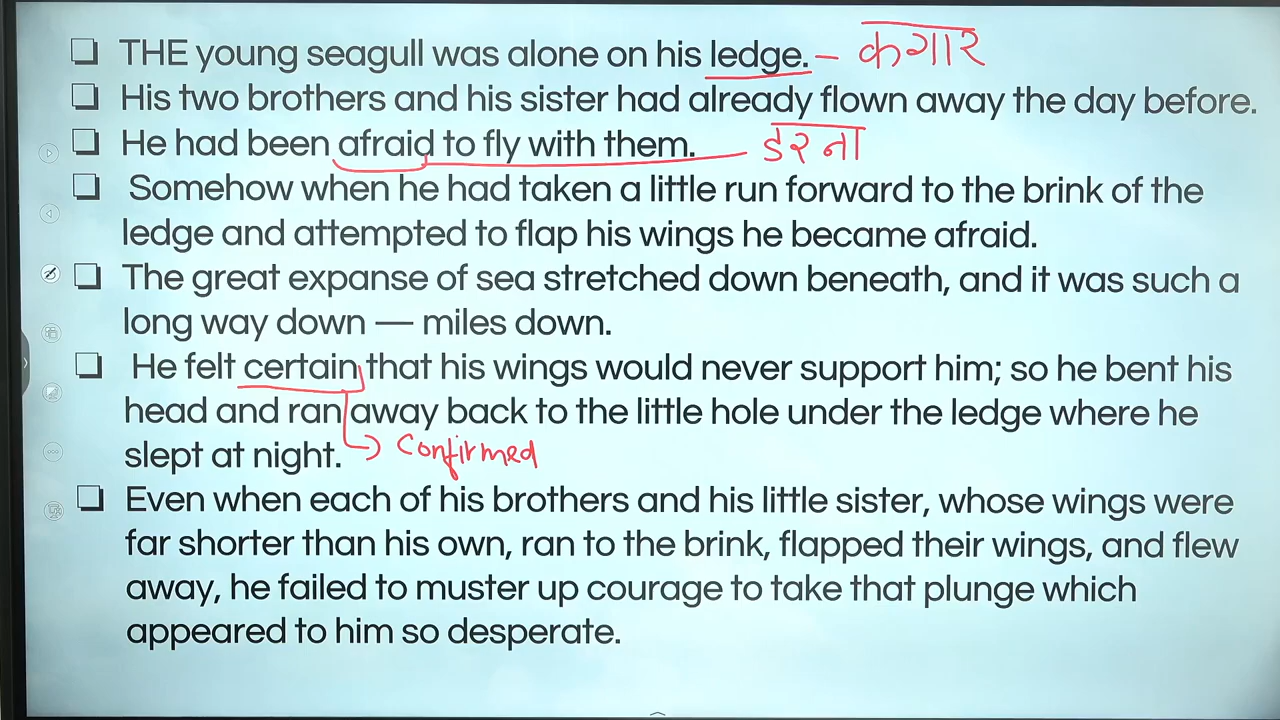 ❑ THE young seagull was alone on his ledge. – कगार
❑ His two brothers and his sister had already flown away the day before.
❑ He had been afraid to fly with them. डरना
❑ Somehow when he had taken a little run forward to the brink of the
ledge and attempted to flap his wings he became afraid.
❑ The great expanse of sea stretched down beneath, and it was such a
long way down — miles down.
❑ He felt certain that his wings would never support him; so he bent his
head and ran away back to the little hole under the ledge where he
slept at night. → Confirmed
❑ Even when each of his brothers and his little sister, whose wings were
far shorter than his own, ran to the brink, flapped their wings, and flew
away, he failed to muster up courage to take that plunge which
appeared to him so desperate.